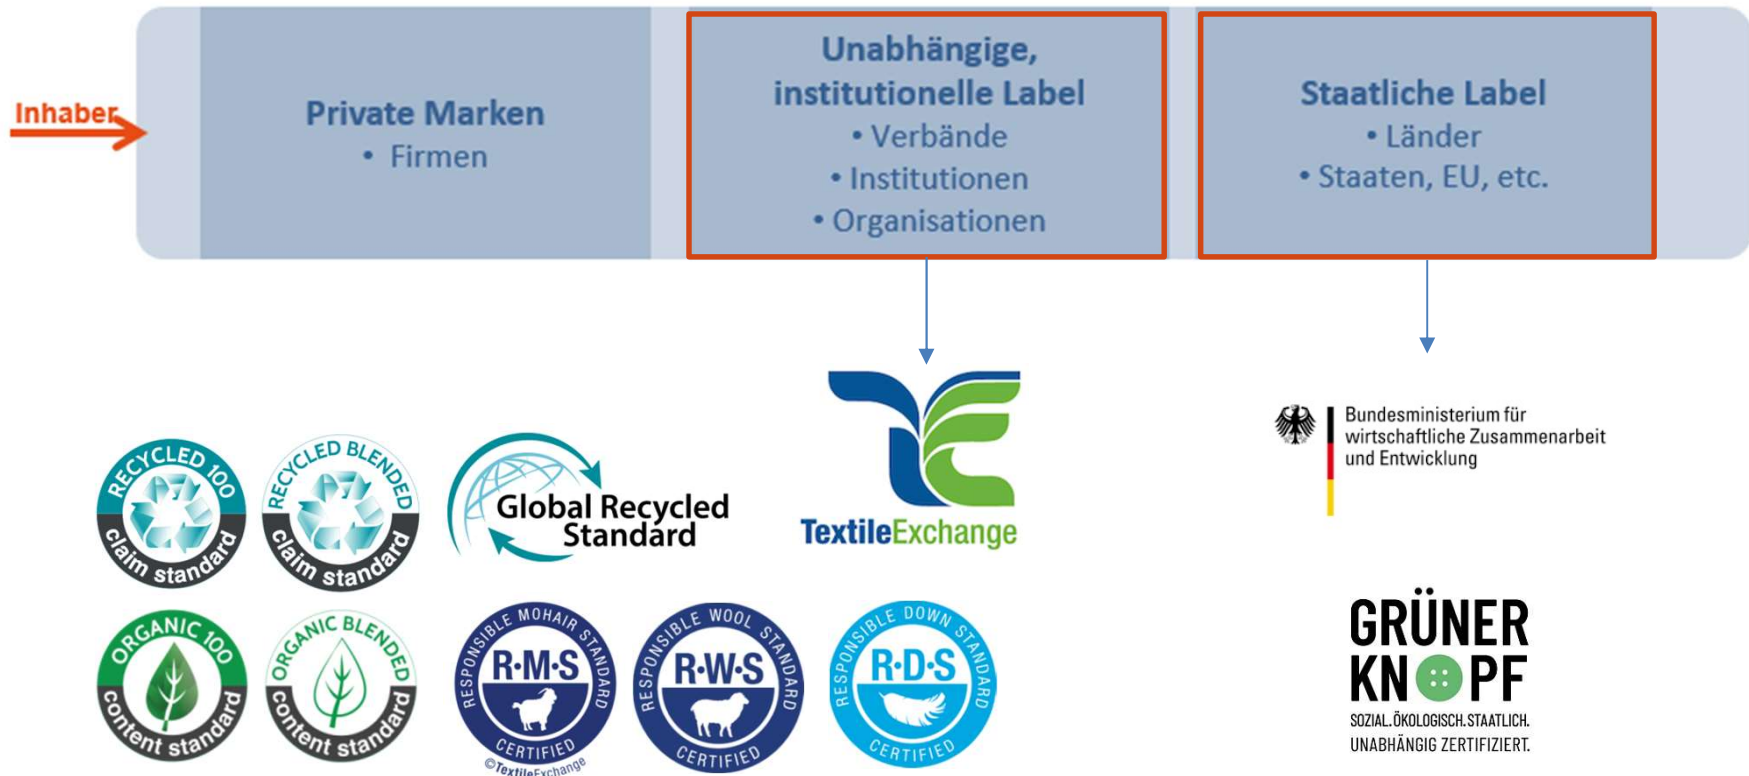 Inhaber
Private Marken
• Firmen
Unabhängige,
institutionelle Label
• Verbände
• Institutionen
• Organisationen
Staatliche Label
• Länder
• Staaten, EU, etc.
TextileExchange
Bundesministerium für
wirtschaftliche Zusammenarbeit
und Entwicklung
RECYCLED 100
claim standard
RECYCLED BLENDED
claim standard
Global Recycled
Standard
ORGANIC 100
content standard
ORGANIC BLENDED
content standard
RESPONSIBLE MOHAIR STANDARD
R·M·S
CERTIFIED
©TextileExchange
RESPONSIBLE WOOL STANDARD
R·W·S
CERTIFIED
RESPONSIBLE DOWN STANDARD
R·D·S
CERTIFIED
GRÜNER
KNOPF
SOZIAL. ÖKOLOGISCH. STAATLICH.
UNABHÄNGIG ZERTIFIZIERT.